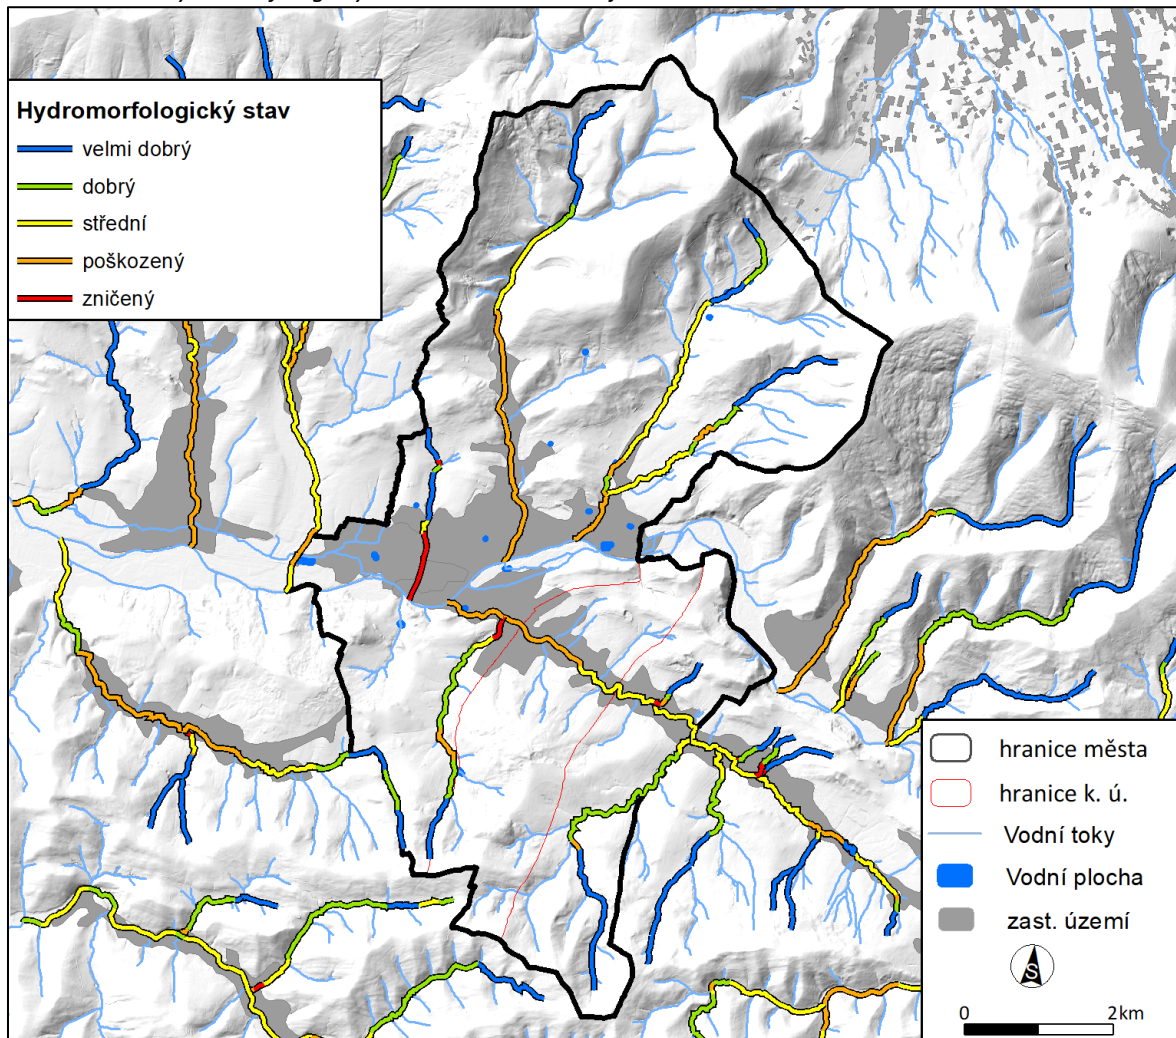 Hydromorfologický stav
velmi dobrý
dobrý
střední
poškozený
zničený
hranice města
hranice k. ú.
Vodní toky
Vodní plocha
zast. území
S
0 2km